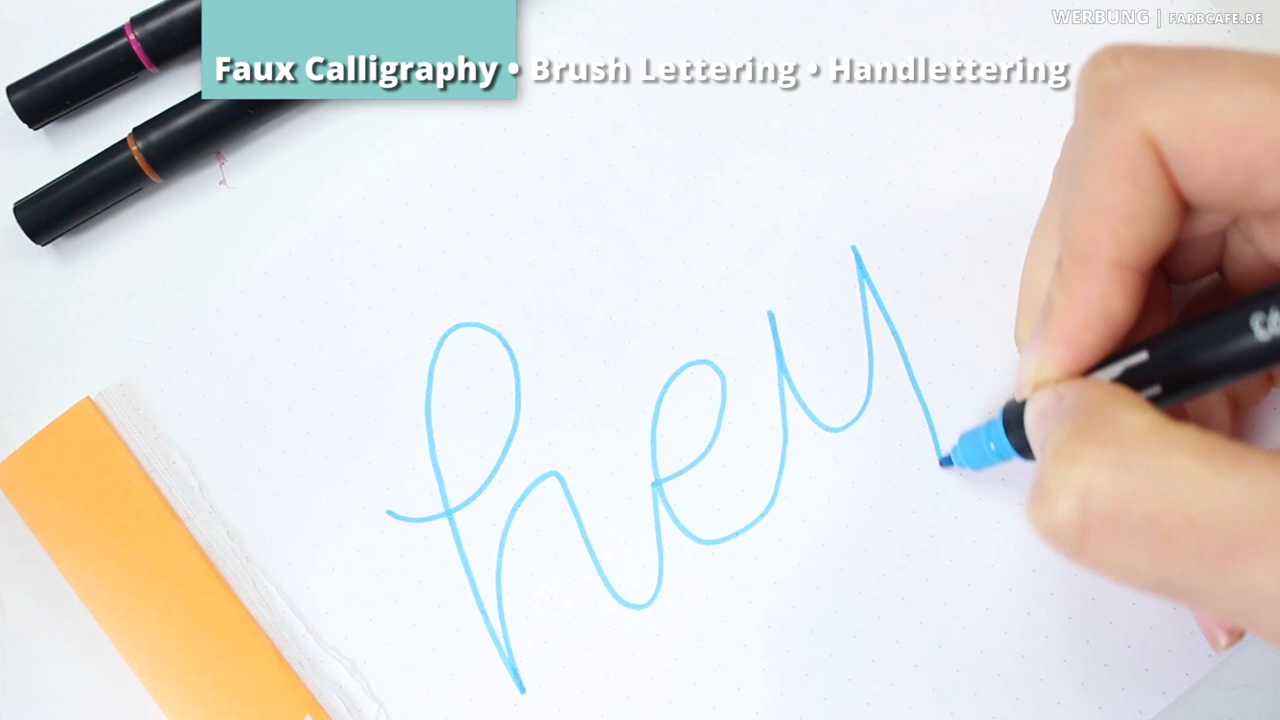 WERBUNG | FARBCAFE.DE
Faux Calligraphy • Brush Lettering • Handlettering
hey